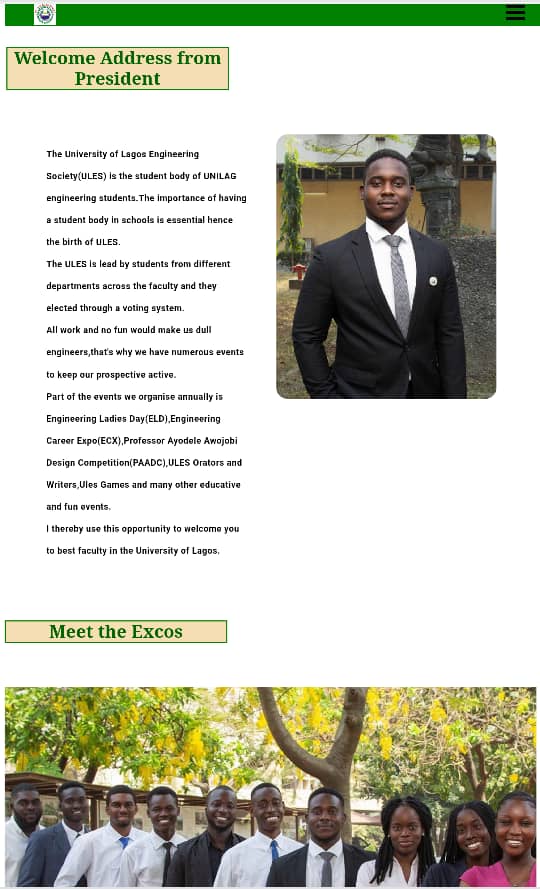 Welcome Address from
President
The University of Lagos Engineering
Society(ULES) is the student body of UNILAG
engineering students.The importance of having
a student body in schools is essential hence
the birth of ULES.
The ULES is lead by students from different
departments across the faculty and they
elected through a voting system.
All work and no fun would make us dull
engineers,that's why we have numerous events
to keep our prospective active.
Part of the events we organise annually is
Engineering Ladies Day(ELD),Engineering
Career Expo(ECX),Professor Ayodele Awojobi
Design Competition(PAADC),ULES Orators and
Writers,Ules Games and many other educative
and fun events.
I thereby use this opportunity to welcome you
to best faculty in the University of Lagos.
Meet the Excos